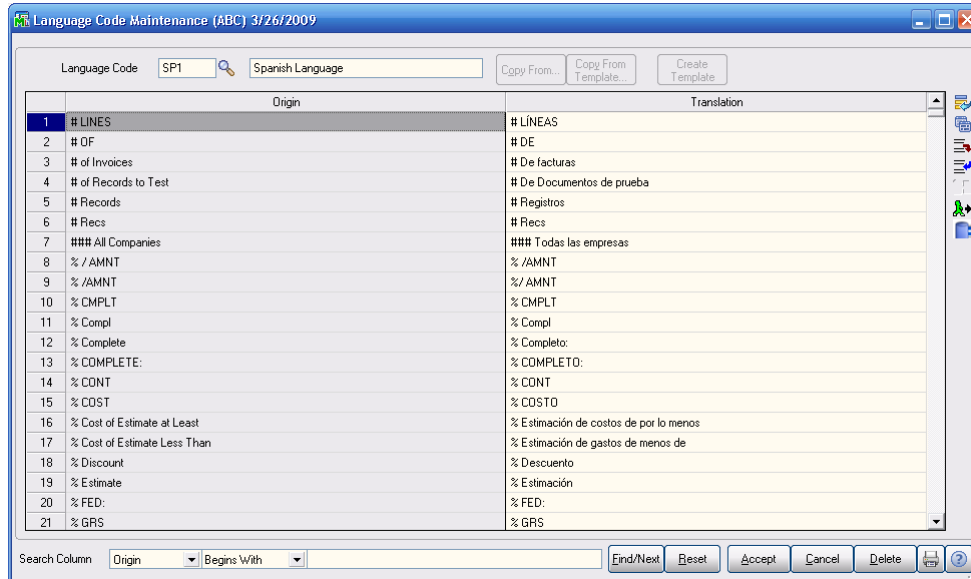 Language Code Maintenance (ABC) 3/26/2009
Language Code SP1 Spanish Language Copy From... Copy From Template... Create Template
Origin Translation
1 # LINES # LÍNEAS
2 # OF # DE
3 # of Invoices # De facturas
4 # of Records to Test # De Documentos de prueba
5 # Records # Registros
6 # Recs # Recs
7 ### All Companies ### Todas las empresas
8 % / AMNT % /AMNT
9 % /AMNT %/ AMNT
10 % CMPLT % CMPLT
11 % Compl % Compl
12 % Complete % Completo:
13 % COMPLETE: % COMPLETO:
14 % CONT % CONT
15 % COST % COSTO
16 % Cost of Estimate at Least % Estimación de costos de por lo menos
17 % Cost of Estimate Less Than % Estimación de gastos de menos de
18 % Discount % Descuento
19 % Estimate % Estimación
20 % FED: % FED:
21 % GRS % GRS
Search Column Origin Begins With Find/Next Reset Accept Cancel Delete